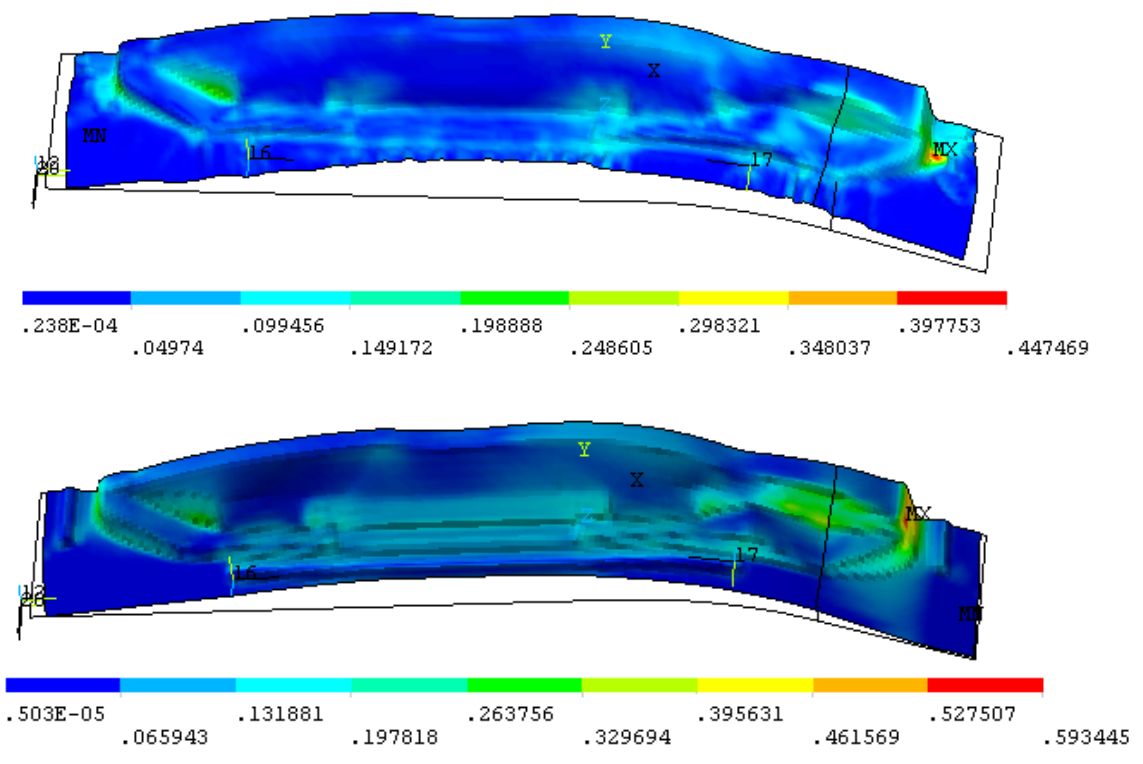 Y
X
Z
MN
16
17
MX
.238E-04 .099456 .198888 .298321 .397753
.04974 .149172 .248605 .348037 .447469
Y
X
Z
MX
17
16
MN
.503E-05 .131881 .263756 .395631 .527507
.065943 .197818 .329694 .461569 .593445